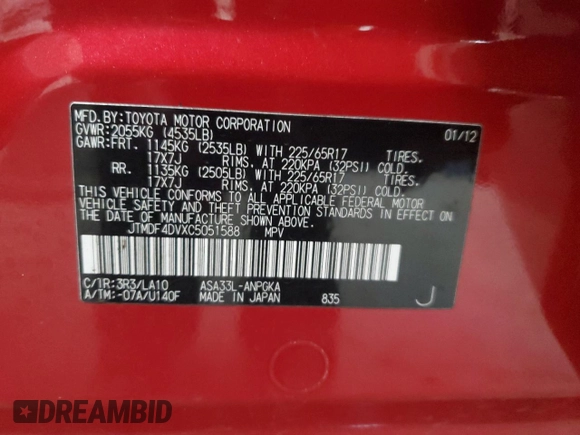 MFD.BY:TOYOTA MOTOR CORPORATION 01/12
GVWR:2055KG (4535LB)
GAWR:FRT. 1145KG (2535LB) WITH 225/65R17 TIRES.
17X7J RIMS, AT 220KPA (32PSI) COLD.
RR. 1135KG (2505LB) WITH 225/65R17 TIRES.
17X7J RIMS, AT 220KPA (32PSI) COLD.
THIS VEHICLE CONFORMS TO ALL APPLICABLE FEDERAL MOTOR
VEHICLE SAFETY AND THEFT PREVENTION STANDARDS IN EFFECT
ON THE DATE OF MANUFACTURE SHOWN ABOVE.
JTMDF4DVXC5051588 MPV
C/TR:3R3/LA10 ASA33L-ANPGKA
A/TM:-07A/U140F MADE IN JAPAN 835 J
DREAMBID